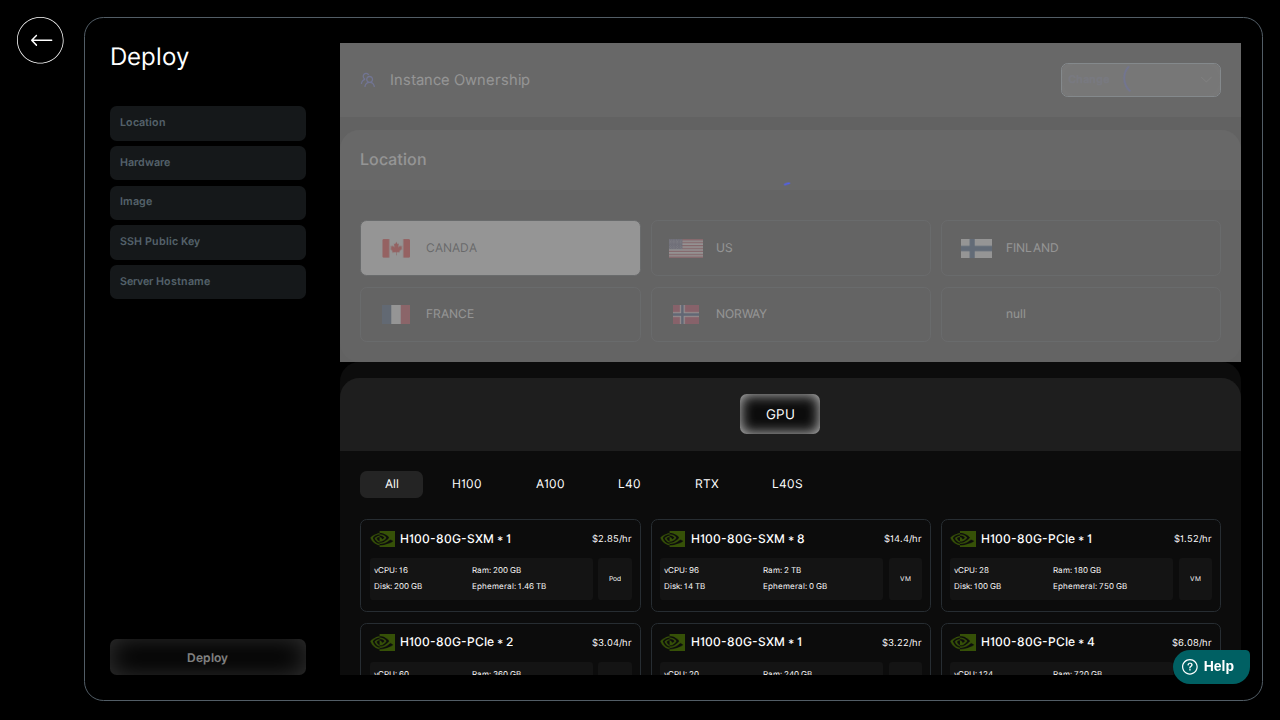 Deploy
Location
Hardware
Image
SSH Public Key
Server Hostname
Deploy
Instance Ownership
Location
CANADA
US
FINLAND
FRANCE
NORWAY
null
GPU
All
H100
A100
L40
RTX
L40S
H100-80G-SXM * 1
$2.85/hr
vCPU: 16
Ram: 200 GB
Disk: 200 GB
Ephemeral: 1.46 TB
Pod
H100-80G-SXM * 8
$14.4/hr
vCPU: 96
Ram: 2 TB
Disk: 14 TB
Ephemeral: 0 GB
VM
H100-80G-PCIe * 1
$1.52/hr
vCPU: 28
Ram: 180 GB
Disk: 100 GB
Ephemeral: 750 GB
VM
H100-80G-PCIe * 2
$3.04/hr
vCPU: 60
Ram: 360 GB
H100-80G-SXM * 1
$3.22/hr
vCPU: 20
Ram: 240 GB
H100-80G-PCIe * 4
$6.08/hr
vCPU: 124
Ram: 720 GB
Help